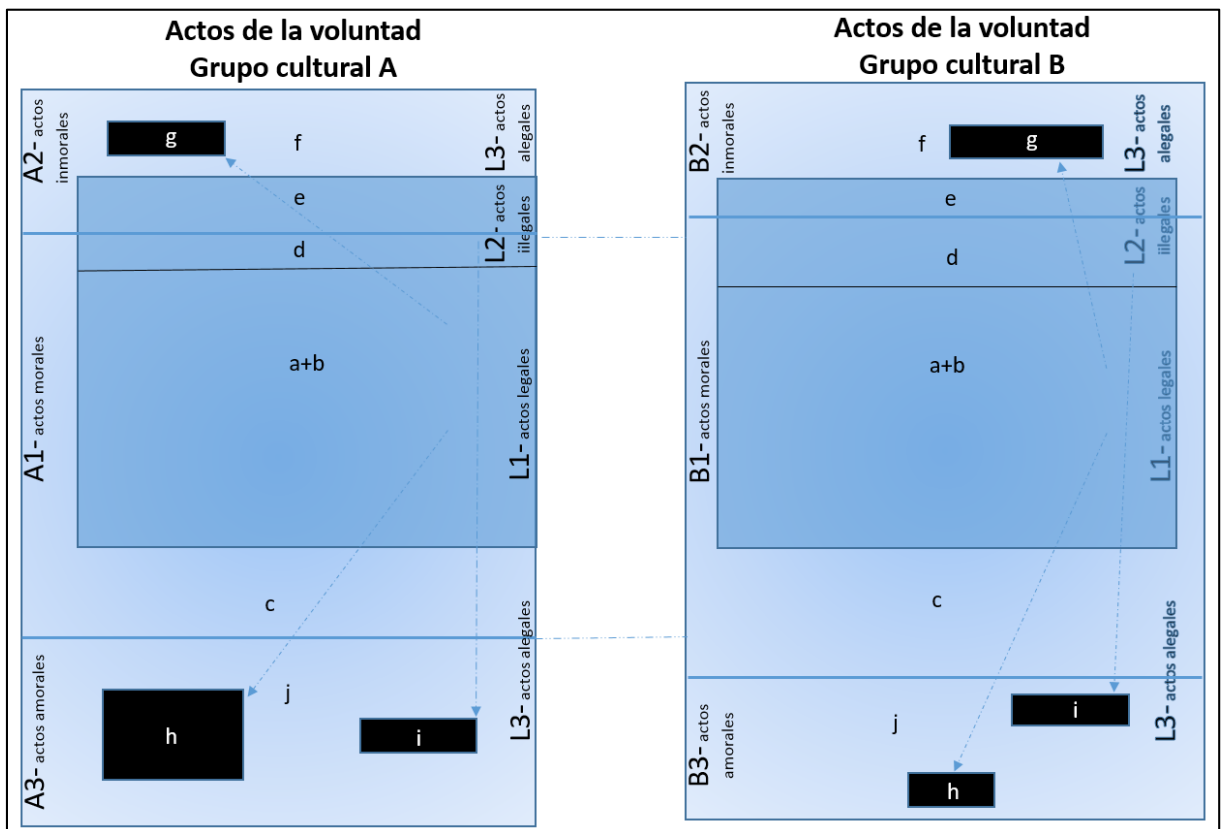 Actos de la voluntad
Grupo cultural A
A2- actos
inmorales
g
f
L3- actos
alegales
e
L2- actos
iilegales
d
A1- actos morales
a+b
L1- actos legales
c
A3- actos amorales
h
j
i
L3- actos alegales
Actos de la voluntad
Grupo cultural B
B2- actos
inmorales
f
g
L3- actos
alegales
e
L2- actos
iilegales
d
B1- actos morales
a+b
L1- actos legales
c
B3- actos
amorales
j
i
h
L3- actos alegales